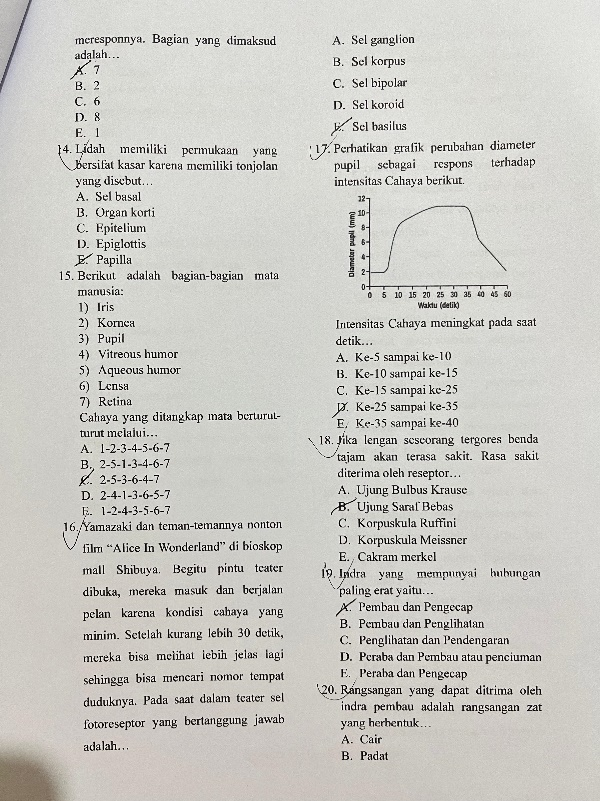 meresponnya. Bagian yang dimaksud
adalah...
A. 7
B. 2
C. 6
D. 8
E. 1
14. Lidah memiliki permukaan yang
bersifat kasar karena memiliki tonjolan
yang disebut...
A. Sel basal
B. Organ korti
C. Epitelium
D. Epiglottis
E. Papilla
15. Berikut adalah bagian-bagian mata
manusia:
1) Iris
2) Kornea
3) Pupil
4) Vitreous humor
5) Aqueous humor
6) Lensa
7) Retina
Cahaya yang ditangkap mata berturut-
turut melalui...
A. 1-2-3-4-5-6-7
B. 2-5-1-3-4-6-7
C. 2-5-3-6-4-7
D. 2-4-1-3-6-5-7
E. 1-2-4-3-5-6-7
16. Yamazaki dan teman-temannya nonton
film “Alice In Wonderland” di bioskop
mall Shibuya. Begitu pintu teater
dibuka, mereka masuk dan berjalan
pelan karena kondisi cahaya yang
minim. Setelah kurang lebih 30 detik,
mereka bisa melihat lebih jelas lagi
sehingga bisa mencari nomor tempat
duduknya. Pada saat dalam teater sel
fotoreseptor yang bertanggung jawab
adalah...
A. Sel ganglion
B. Sel korpus
C. Sel bipolar
D. Sel koroid
E. Sel basilus
17. Perhatikan grafik perubahan diameter
pupil sebagai respons terhadap
intensitas Cahaya berikut.
Diameter pupil (mm)
12
10
8
6
4
2
0
0 5 10 15 20 25 30 35 40 45 50
Waktu (detik)
Intensitas Cahaya meningkat pada saat
detik...
A. Ke-5 sampai ke-10
B. Ke-10 sampai ke-15
C. Ke-15 sampai ke-25
D. Ke-25 sampai ke-35
E. Ke-35 sampai ke-40
18. Jika lengan seseorang tergores benda
tajam akan terasa sakit. Rasa sakit
diterima oleh reseptor...
A. Ujung Bulbus Krause
B. Ujung Saraf Bebas
C. Korpuskula Ruffini
D. Korpuskula Meissner
E. Cakram merkel
19. Indra yang mempunyai hubungan
paling erat yaitu...
A. Pembau dan Pengecap
B. Pembau dan Penglihatan
C. Penglihatan dan Pendengaran
D. Peraba dan Pembau atau penciuman
E. Peraba dan Pengecap
20. Rangsangan yang dapat ditrima oleh
indra pembau adalah rangsangan zat
yang berbentuk...
A. Cair
B. Padat